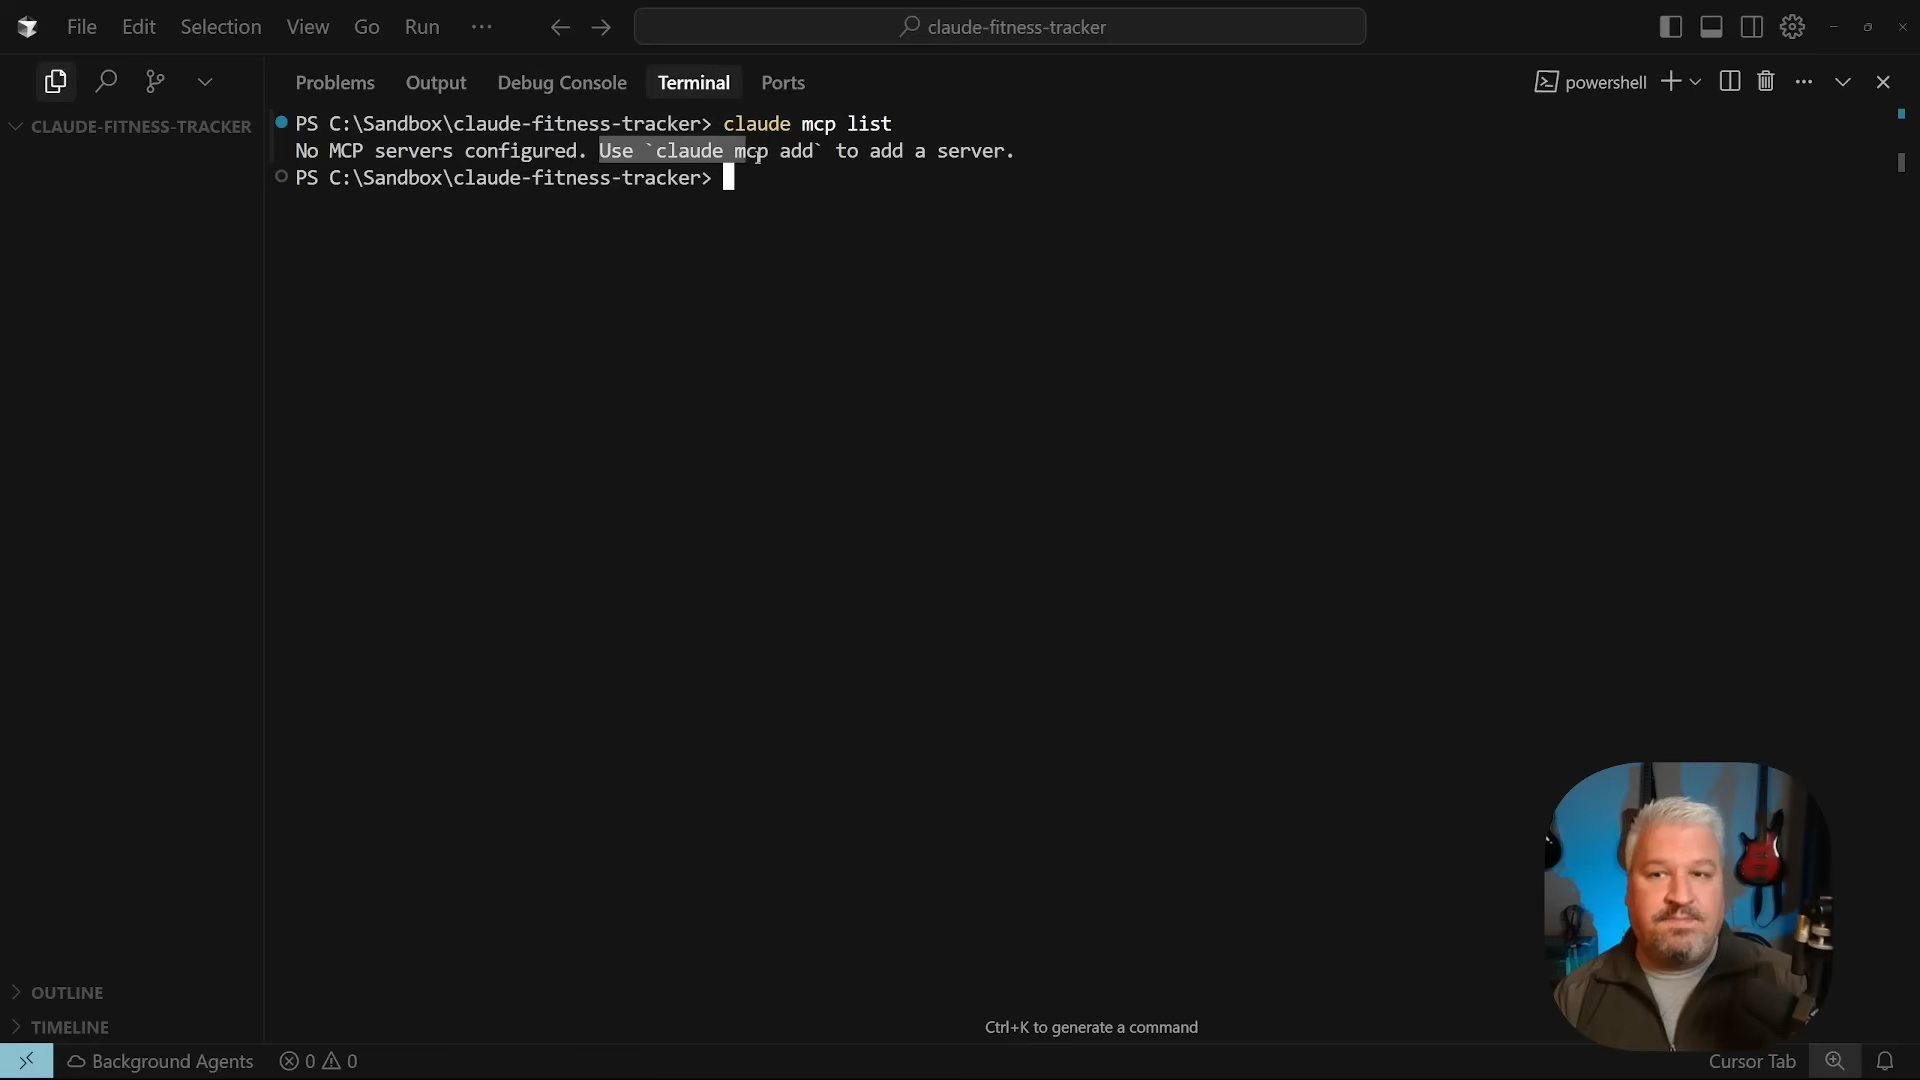 File Edit Selection View Go Run ···
claude-fitness-tracker
Problems Output Debug Console Terminal Ports
powershell
CLAUDE-FITNESS-TRACKER
PS C:\Sandbox\claude-fitness-tracker> claude mcp list
No MCP servers configured. Use `claude mcp add` to add a server.
PS C:\Sandbox\claude-fitness-tracker>
OUTLINE
TIMELINE
Ctrl+K to generate a command
Background Agents 0 0
Cursor Tab